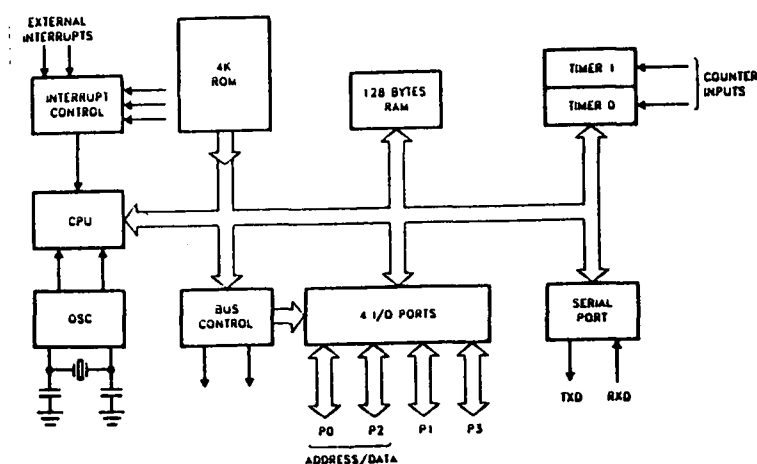 EXTERNAL
INTERRUPTS
INTERRUPT
CONTROL
4K
ROM
128 BYTES
RAM
TIMER 1
TIMER 0
COUNTER
INPUTS
CPU
OSC
BUS
CONTROL
4 I/O PORTS
SERIAL
PORT
P0
P2
P1
P3
TXD
RXD
ADDRESS/DATA